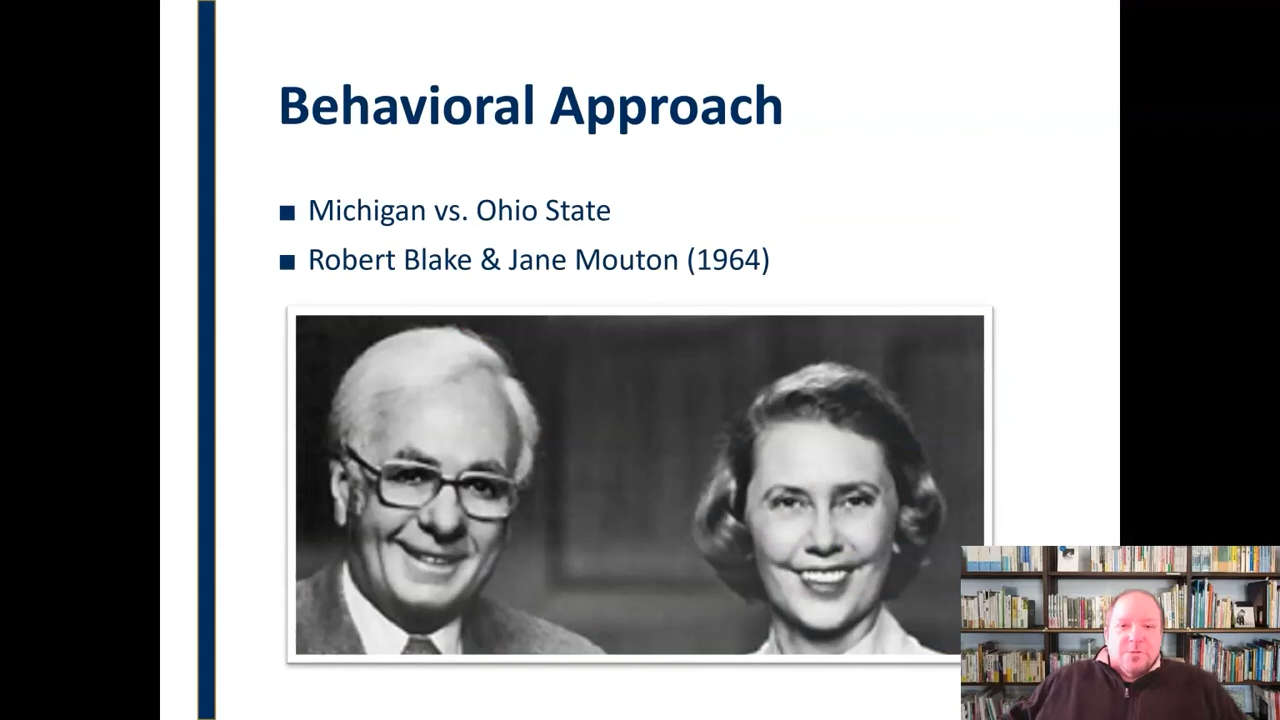 Behavioral Approach
■ Michigan vs. Ohio State
■ Robert Blake & Jane Mouton (1964)